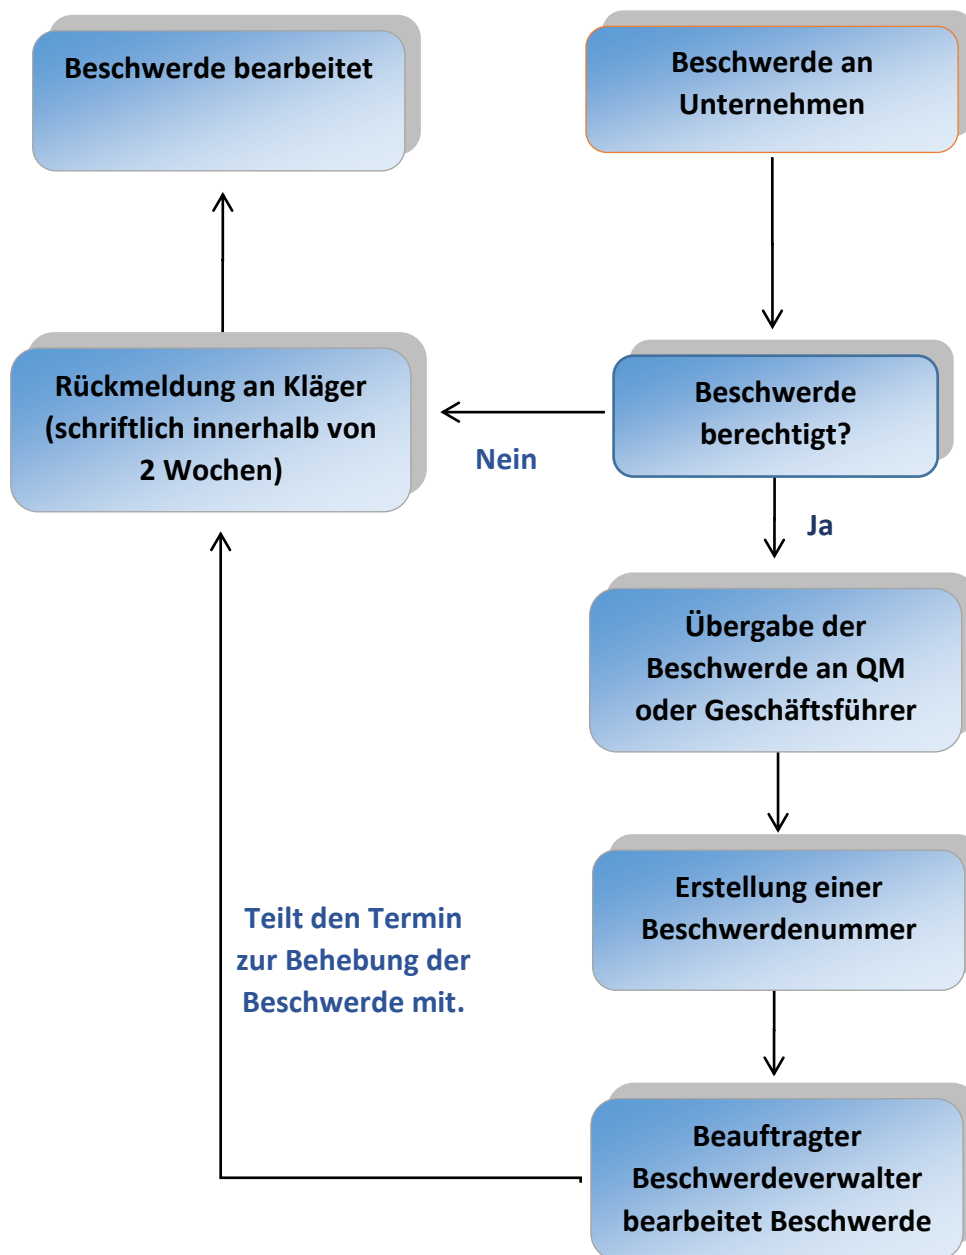 Beschwerde bearbeitet
Beschwerde an
Unternehmen
Rückmeldung an Kläger
(schriftlich innerhalb von
2 Wochen)
Nein
Beschwerde
berechtigt?
Ja
Übergabe der
Beschwerde an QM
oder Geschäftsführer
Erstellung einer
Beschwerdenummer
Teilt den Termin
zur Behebung der
Beschwerde mit.
Beauftragter
Beschwerdeverwalter
bearbeitet Beschwerde